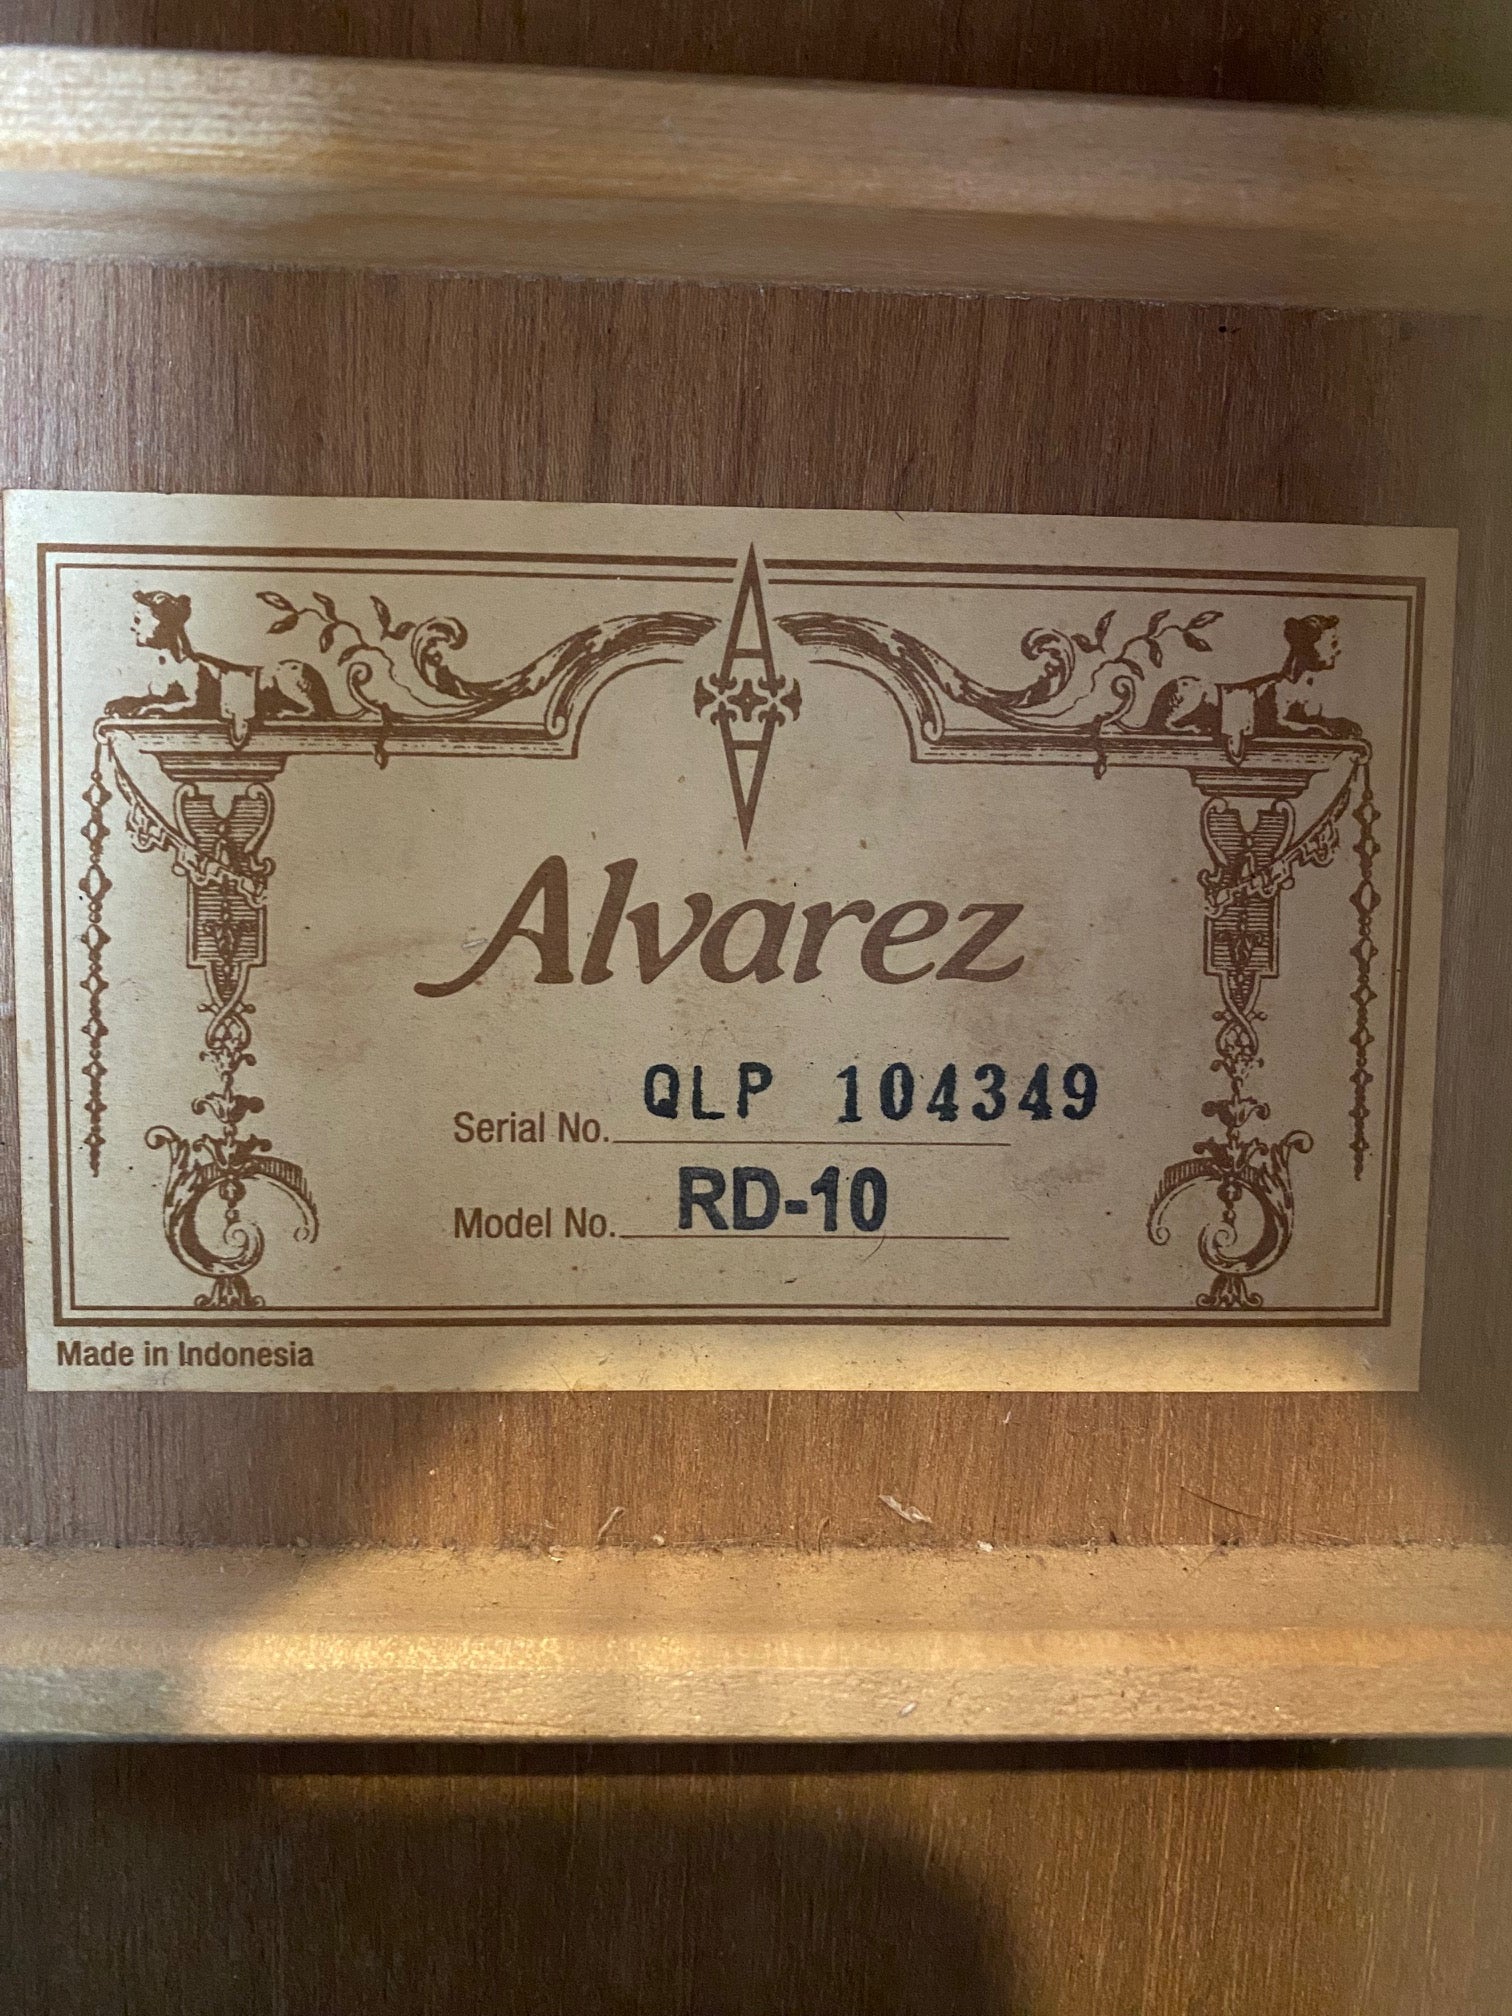 Alvarez
Serial No. QLP 104349
Model No. RD-10
Made in Indonesia